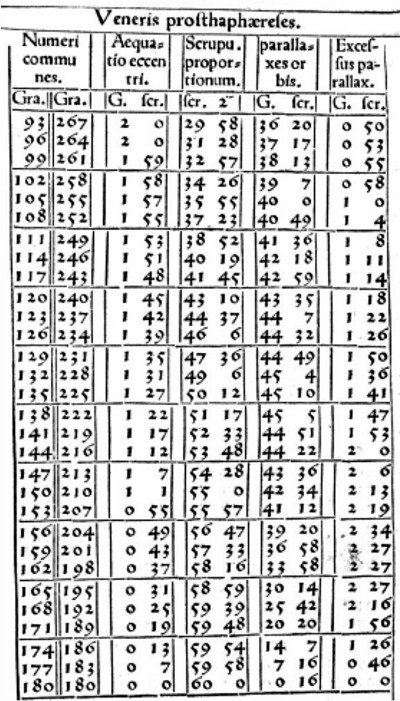 Veneris prosthaphæreses.
Numeri Aequa= Scrupu. paralla= Exces-
commu tio eccen propor= xes or sus pa-
nes. tri. tionum. bis. rallax.
Gra. Gra. G. scr. scr. 2̄ G. scr. G. scr.
93 267 2 0 29 58 36 20 0 50
96 264 2 0 31 28 37 17 0 53
99 261 1 59 32 57 38 13 0 55
102 258 1 58 34 26 39 7 0 58
105 255 1 57 35 55 40 0 1 0
108 252 1 55 37 23 40 49 1 4
111 249 1 53 38 52 41 36 1 8
114 246 1 51 40 19 42 18 1 11
117 243 1 48 41 45 42 59 1 14
120 240 1 45 43 10 43 35 1 18
123 237 1 42 44 37 44 7 1 22
126 234 1 39 46 6 44 32 1 26
129 231 1 35 47 36 44 49 1 50
132 228 1 31 49 6 45 4 1 36
135 225 1 27 50 12 45 10 1 41
138 222 1 22 51 17 45 5 1 47
141 219 1 17 52 33 44 51 1 53
144 216 1 12 53 48 44 22 2 0
147 213 1 7 54 28 43 36 2 6
150 210 1 1 55 0 42 34 2 13
153 207 0 55 55 57 41 12 2 19
156 204 0 49 56 47 39 20 2 34
159 201 0 43 57 33 36 58 2 27
162 198 0 37 58 16 33 58 2 27
165 195 0 31 58 59 30 14 2 27
168 192 0 25 59 39 25 42 2 16
171 189 0 19 59 48 20 20 1 56
174 186 0 13 59 54 14 7 1 26
177 183 0 7 59 58 7 16 0 46
180 180 0 0 60 0 0 16 0 0